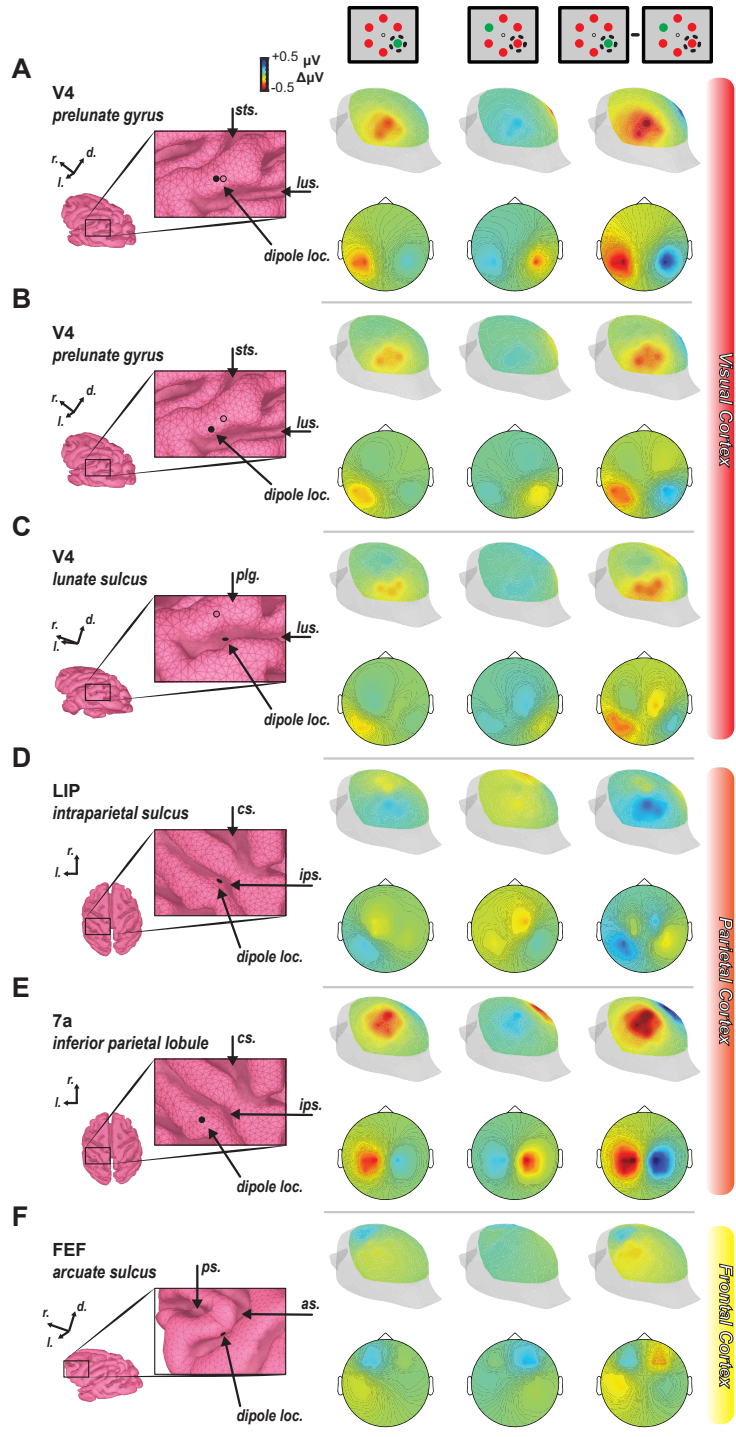 +0.5 μV
-0.5 ΔμV
-
A
V4
prelunate gyrus
sts.
r.
d.
l.
lus.
dipole loc.
B
V4
prelunate gyrus
sts.
r.
d.
l.
lus.
dipole loc.
Visual Cortex
C
V4
lunate sulcus
plg.
r.
d.
l.
lus.
dipole loc.
D
LIP
intraparietal sulcus
cs.
r.
l.
ips.
dipole loc.
Parietal Cortex
E
7a
inferior parietal lobule
cs.
r.
l.
ips.
dipole loc.
F
FEF
arcuate sulcus
ps.
as.
r.
d.
l.
dipole loc.
Frontal Cortex